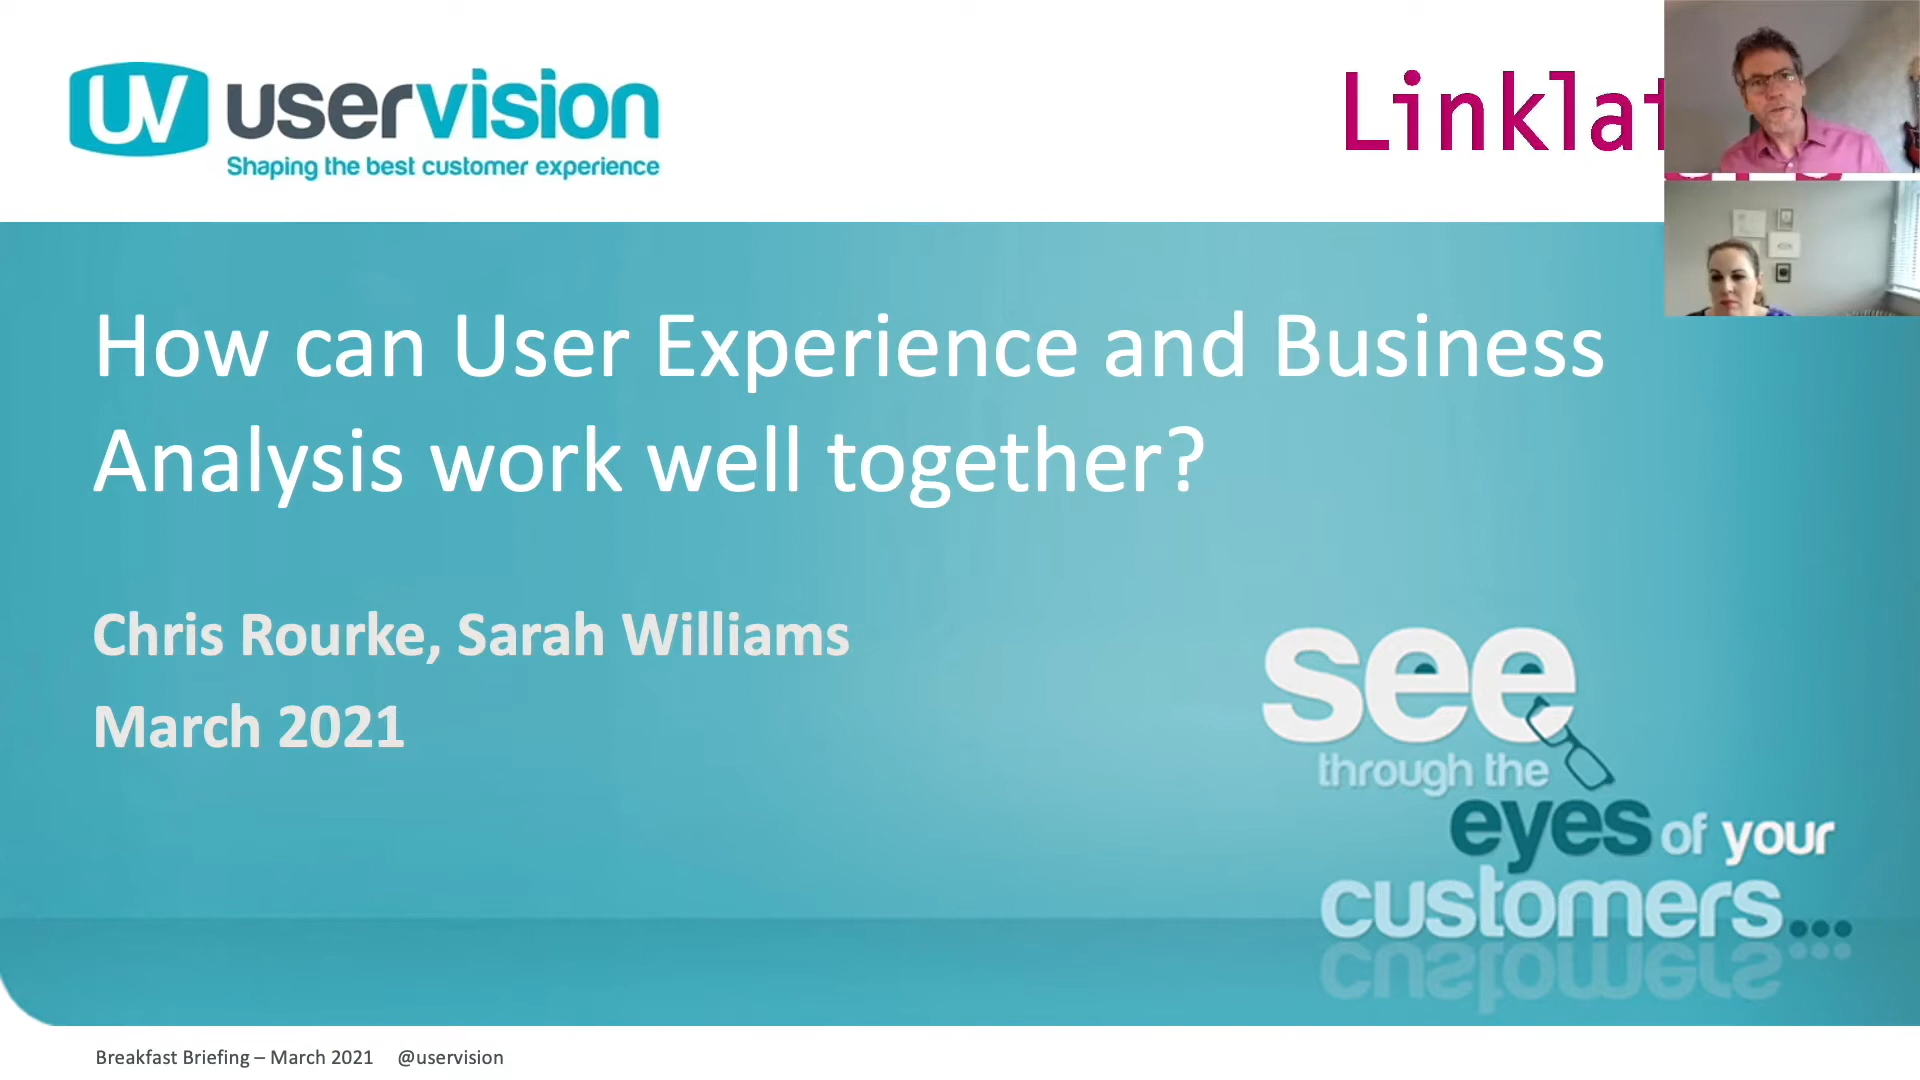 UV uservision
Shaping the best customer experience
How can User Experience and Business
Analysis work well together?
Chris Rourke, Sarah Williams
March 2021
see
through the
eyes of your
customers...
Breakfast Briefing – March 2021 @uservision